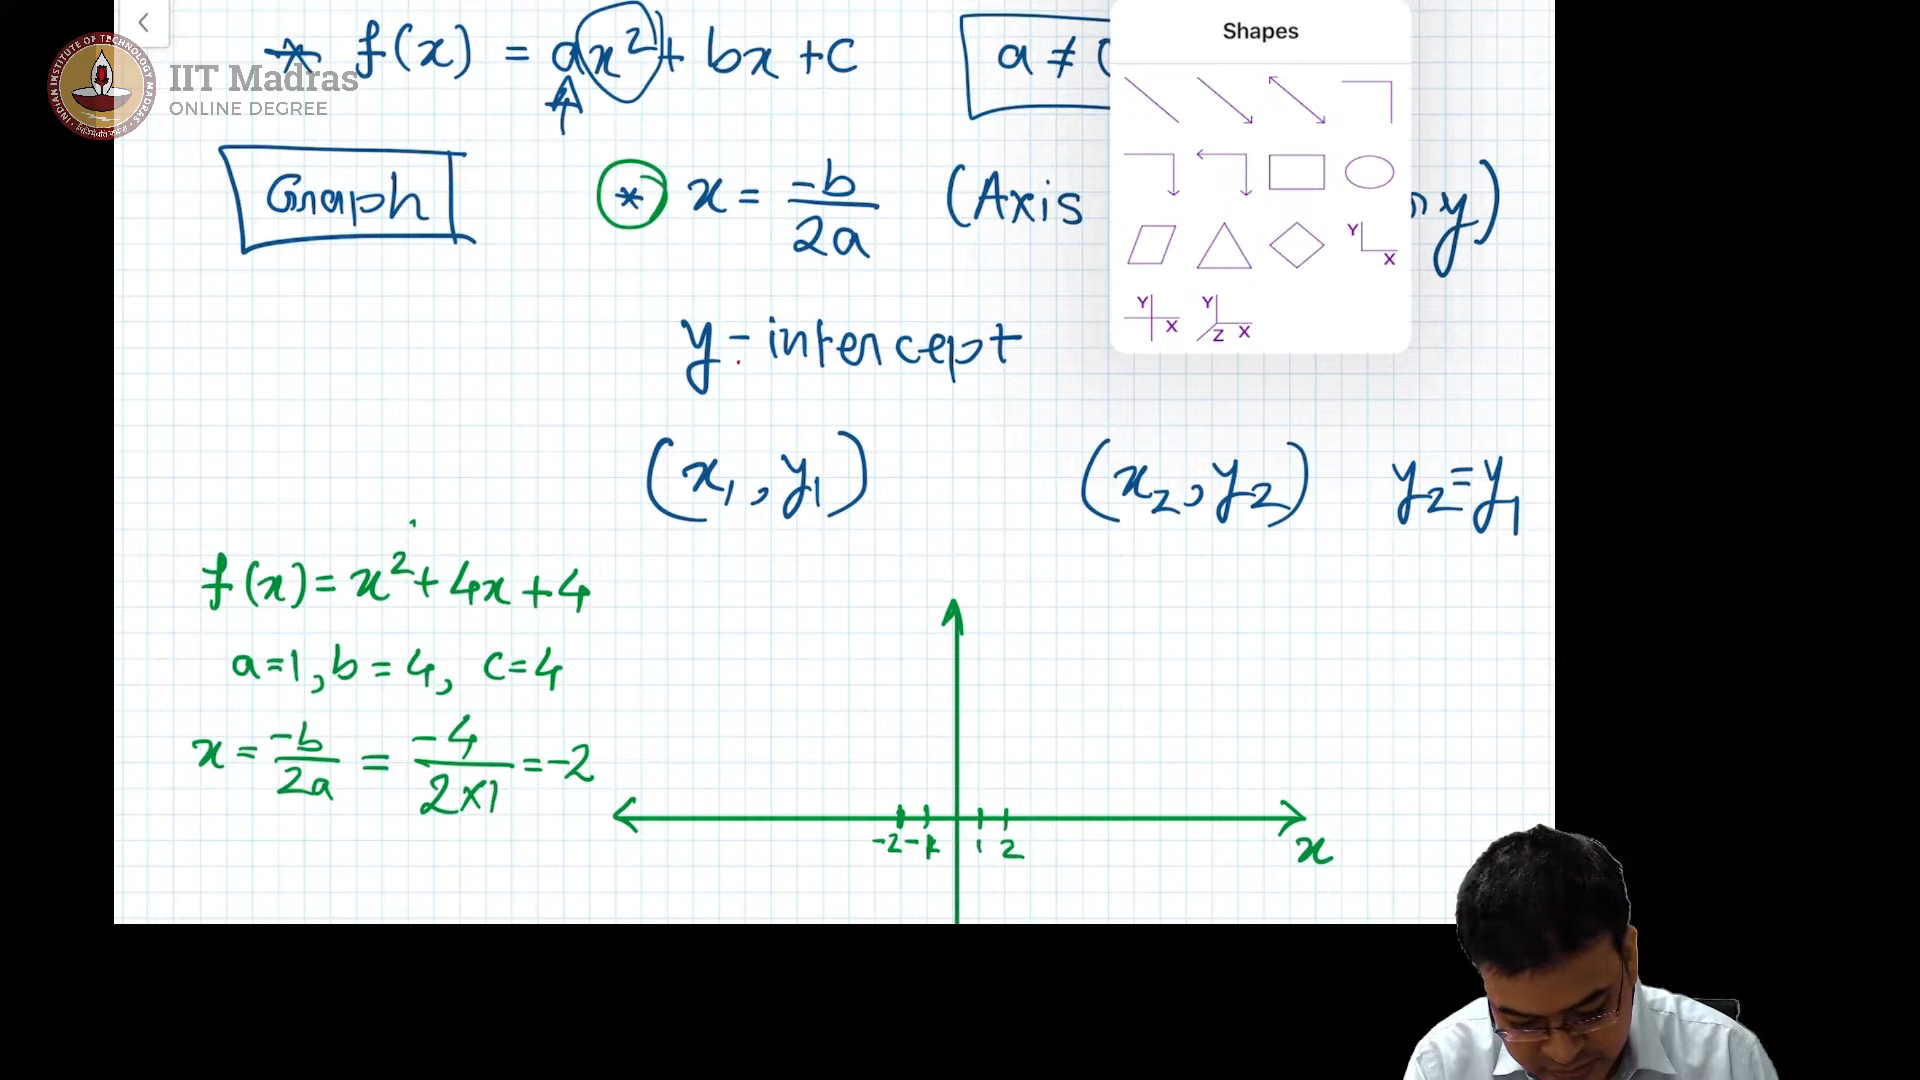 IIT Madras
ONLINE DEGREE
* f(x) = ax² + bx + c
a ≠
Shapes
Y X
Y X
Y Z X
Graph
* x = -b/2a (Axis
y)
y-intercept
(x₁, y₁) (x₂, y₂) y₂=y₁
f(x) = x² + 4x + 4
a=1, b=4, c=4
x = -b/2a = -4/2×1 = -2
-2 -1 1 2
x